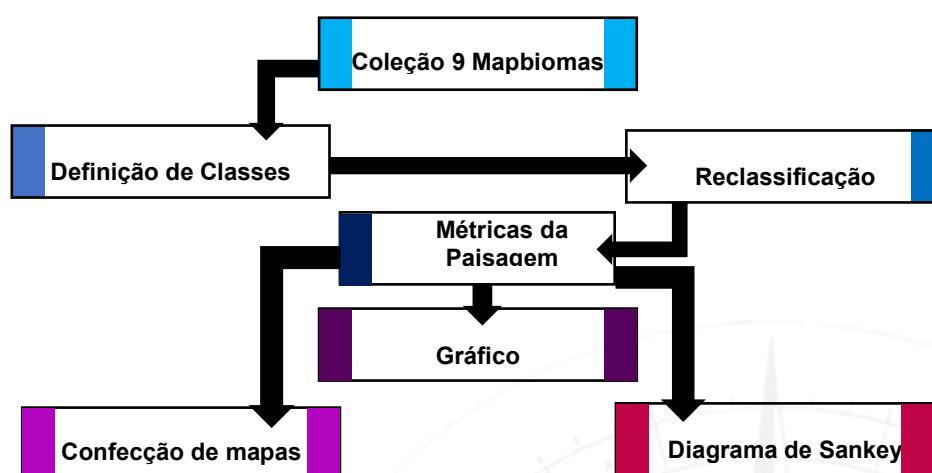 Coleção 9 Mapbiomas
Definição de Classes
Reclassificação
Métricas da
Paisagem
Gráfico
Confecção de mapas
Diagrama de Sankey